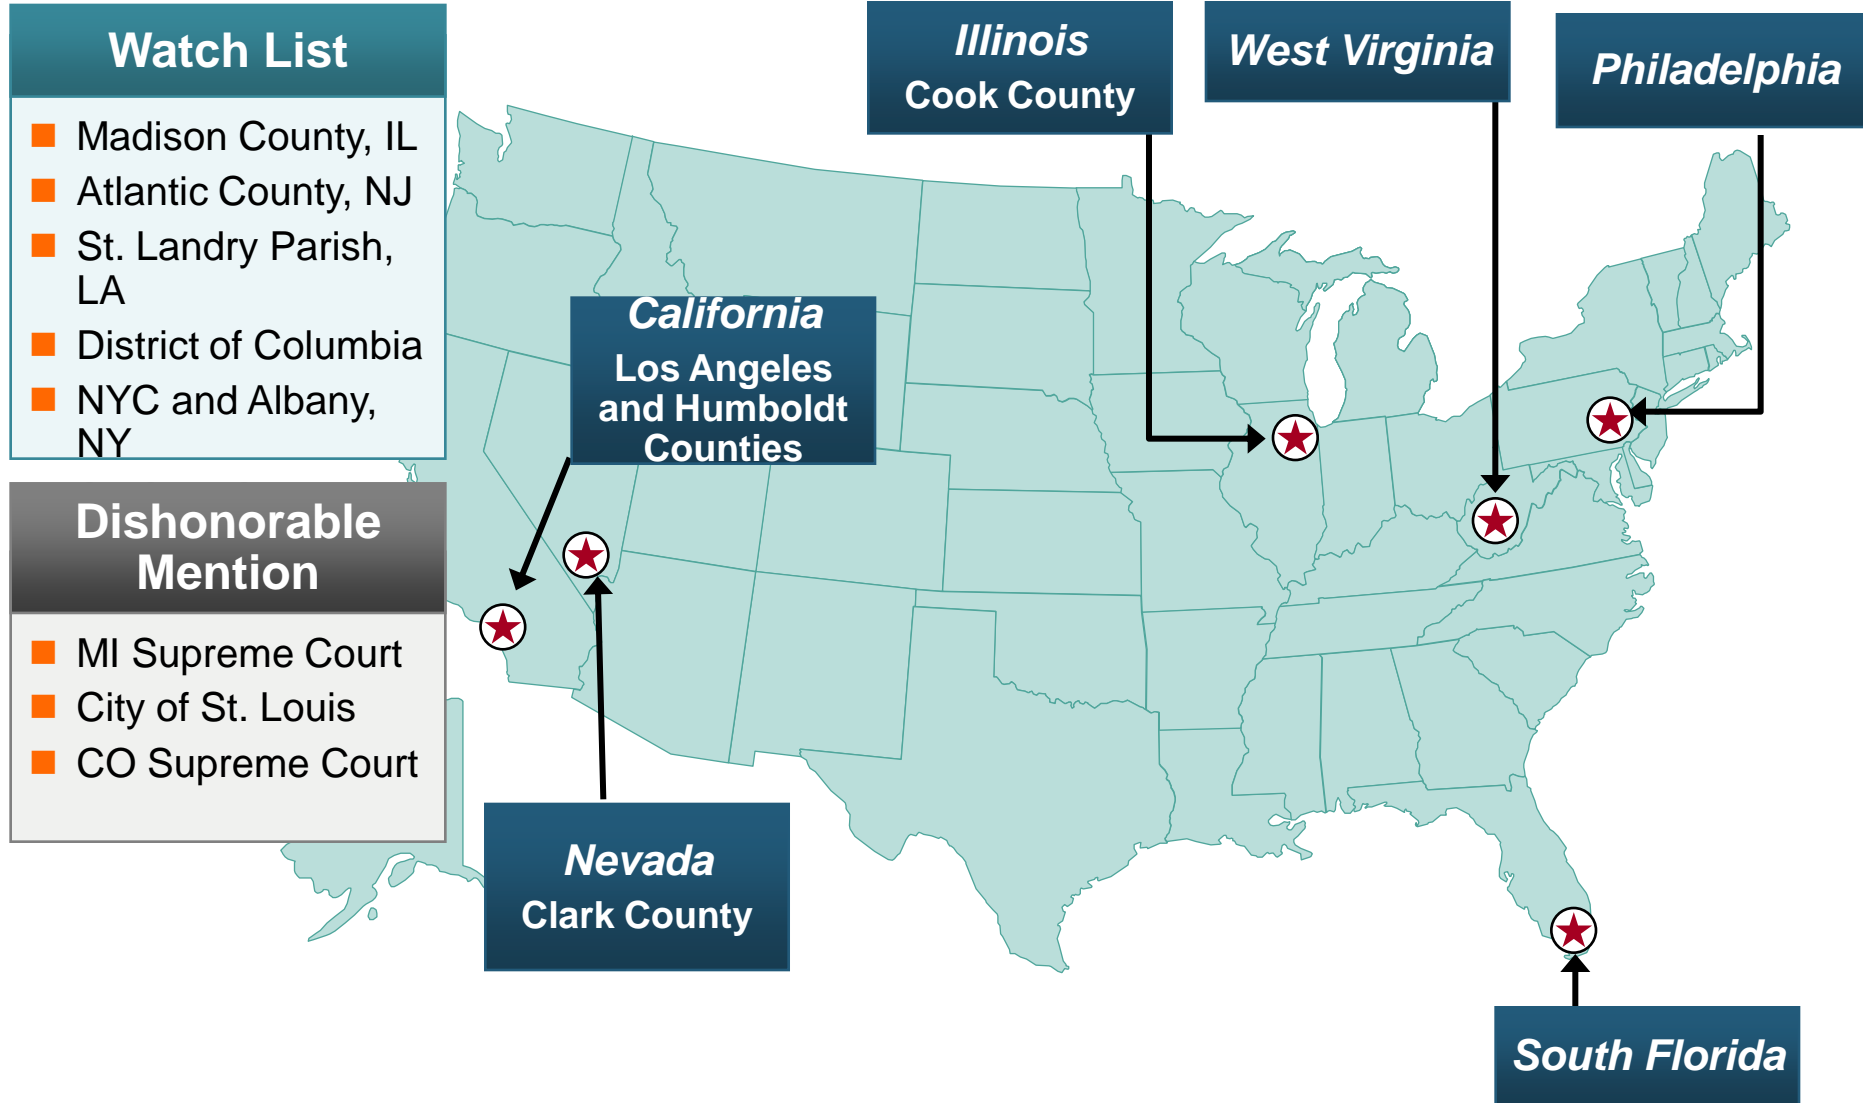 Watch List
Madison County, IL
Atlantic County, NJ
St. Landry Parish,
LA
District of Columbia
NYC and Albany,
NY
Dishonorable
Mention
MI Supreme Court
City of St. Louis
CO Supreme Court
Illinois
Cook County
West Virginia
Philadelphia
California
Los Angeles
and Humboldt
Counties
Nevada
Clark County
South Florida